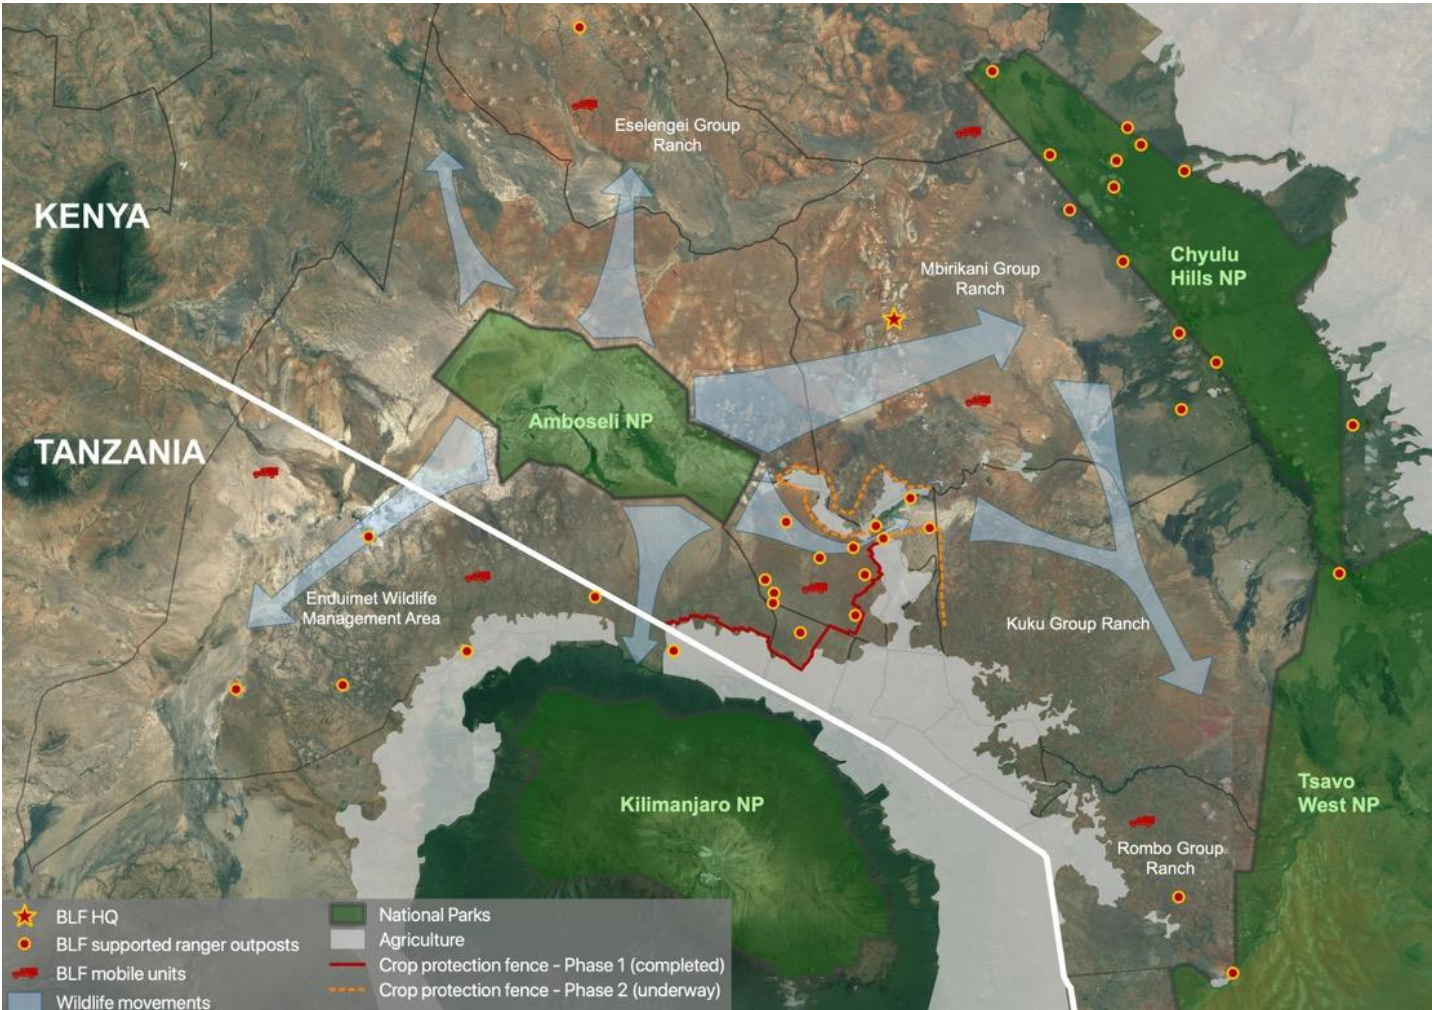 Eselengei Group
Ranch
KENYA
Chyulu
Hills NP
Mbirikani Group
Ranch
Amboseli NP
TANZANIA
Enduimet Wildlife
Management Area
Kuku Group Ranch
Kilimanjaro NP
Tsavo
West NP
Rombo Group
Ranch
BLF HQ
BLF supported ranger outposts
BLF mobile units
Wildlife movements
National Parks
Agriculture
Crop protection fence - Phase 1 (completed)
Crop protection fence - Phase 2 (underway)